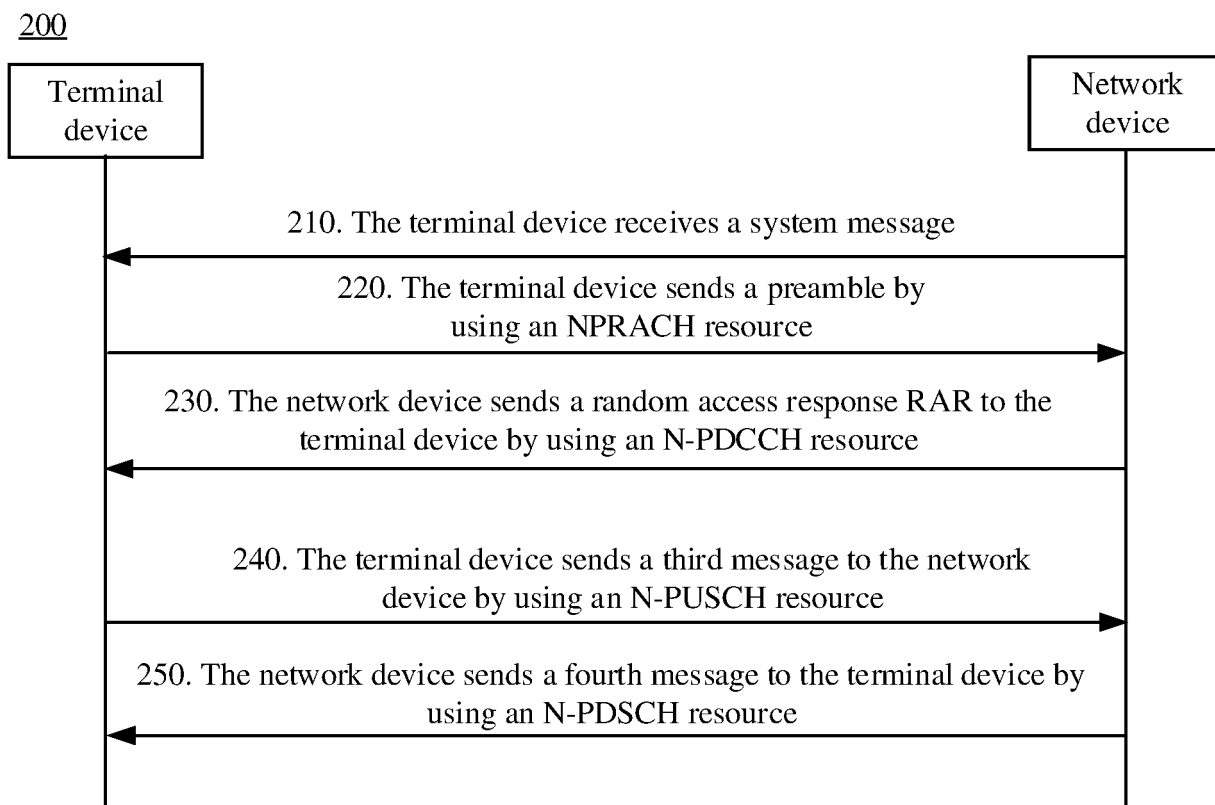 200
Terminal
device
Network
device
210. The terminal device receives a system message
220. The terminal device sends a preamble by
using an NPRACH resource
230. The network device sends a random access response RAR to the
terminal device by using an N-PDCCH resource
240. The terminal device sends a third message to the network
device by using an N-PUSCH resource
250. The network device sends a fourth message to the terminal device by
using an N-PDSCH resource